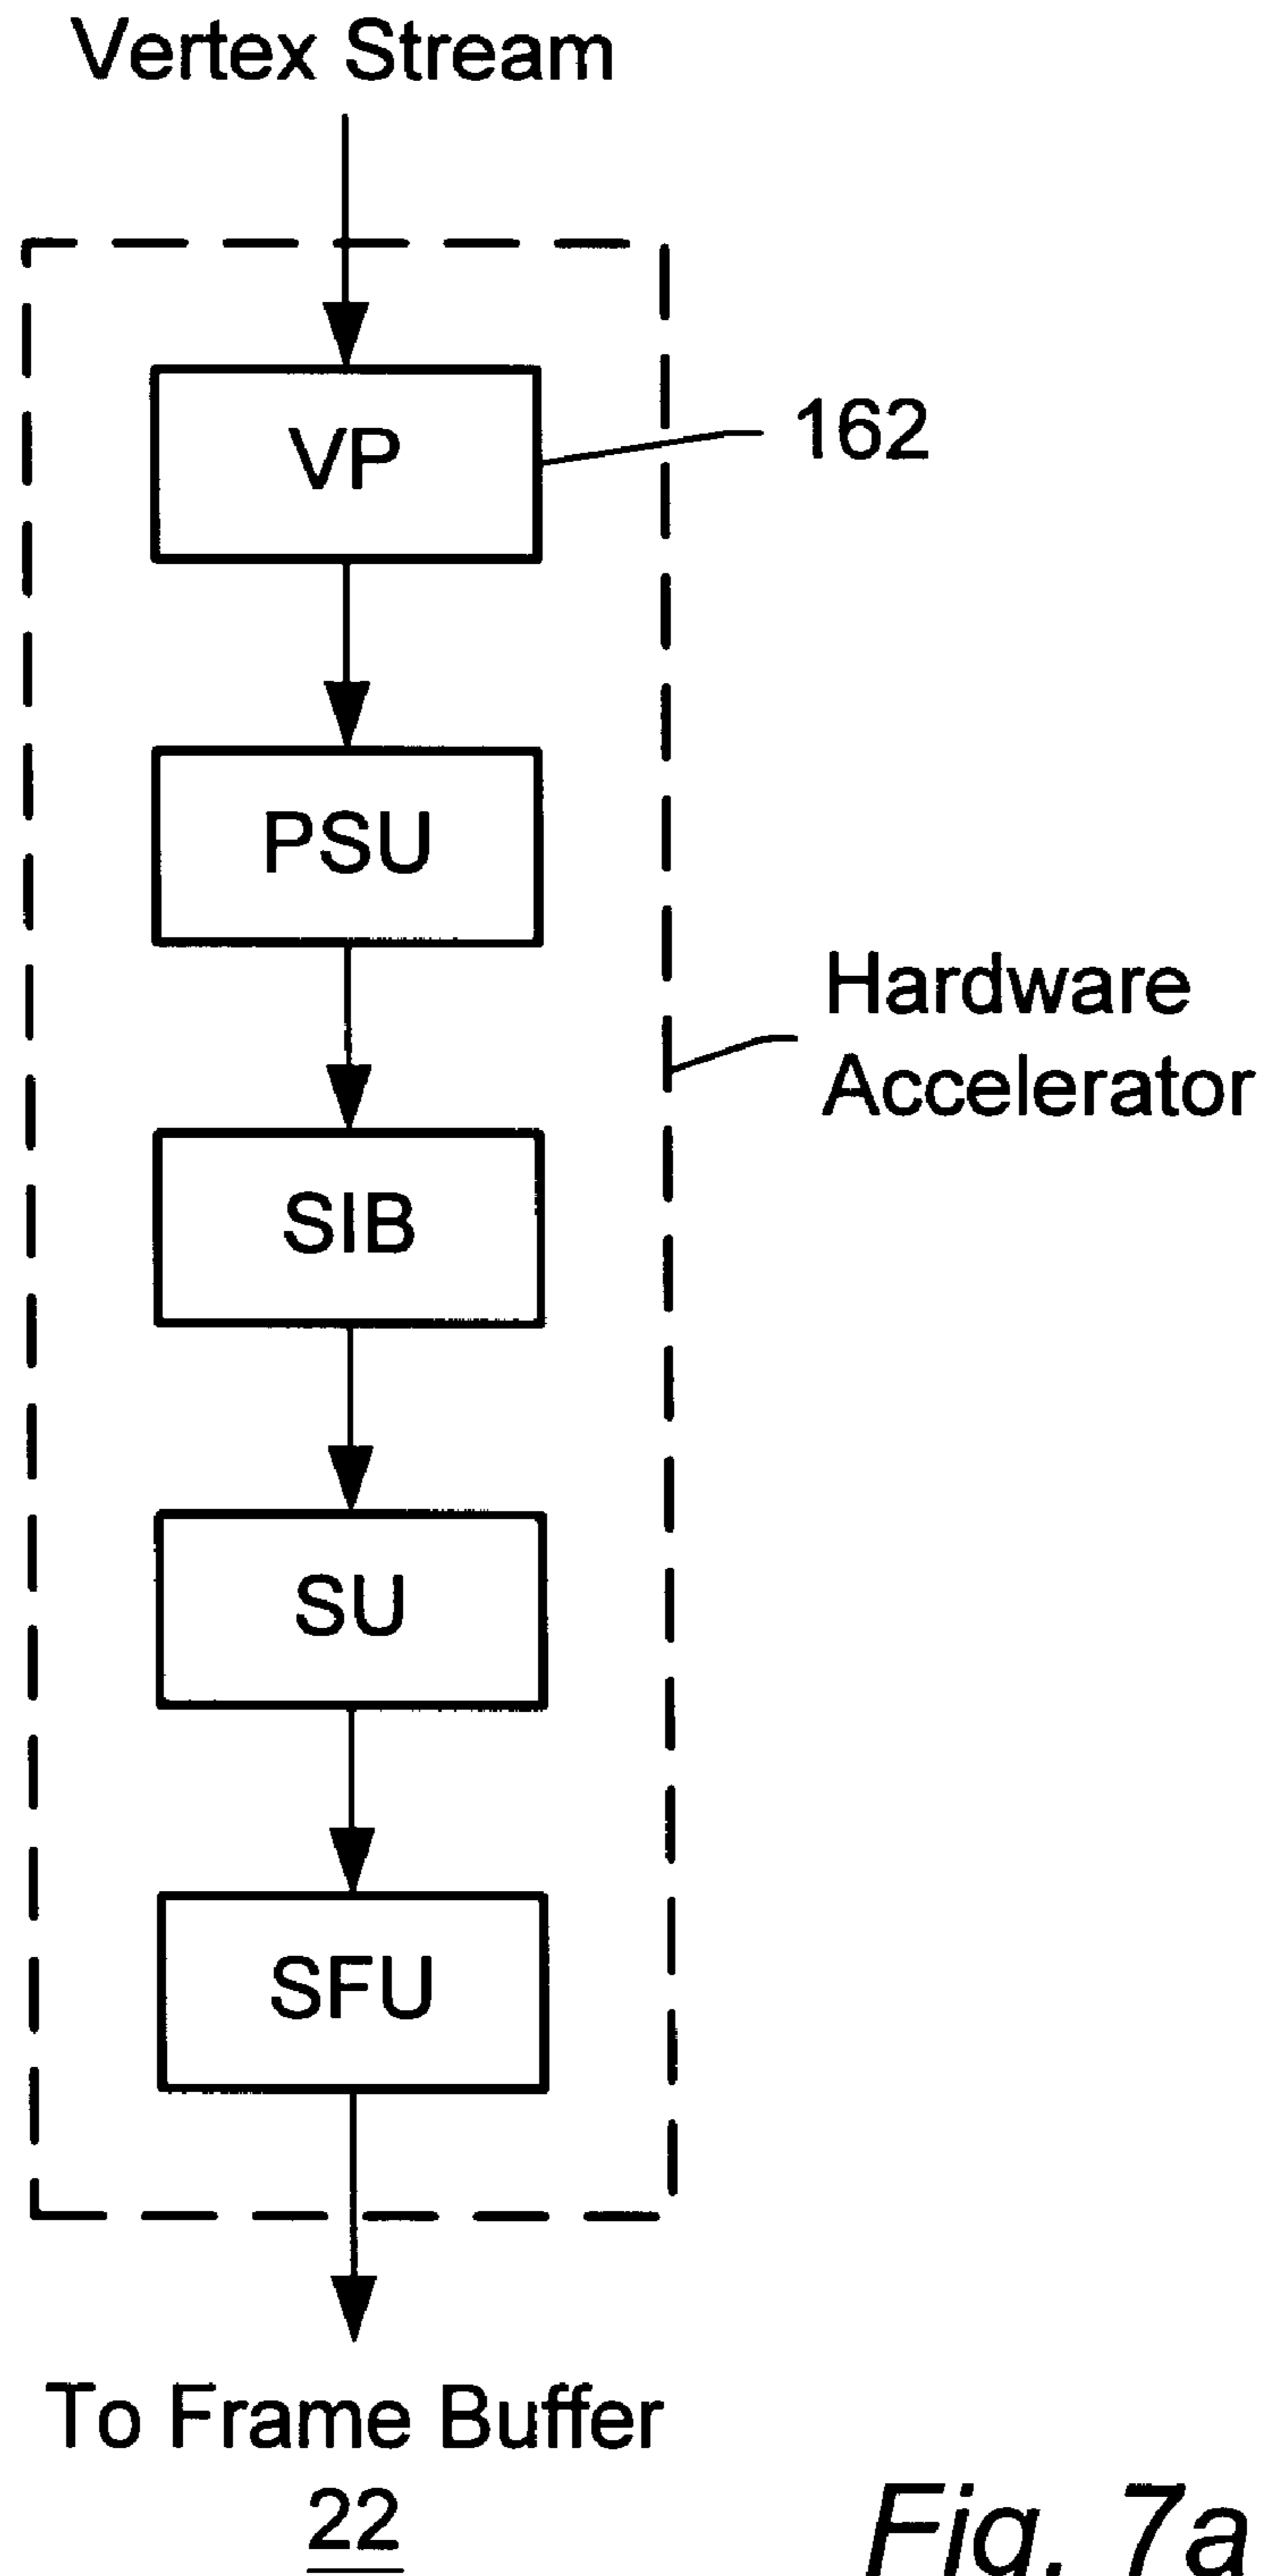 Vertex Stream
VP
162
PSU
Hardware
Accelerator
SIB
SU
SFU
To Frame Buffer
22
Fig. 7a